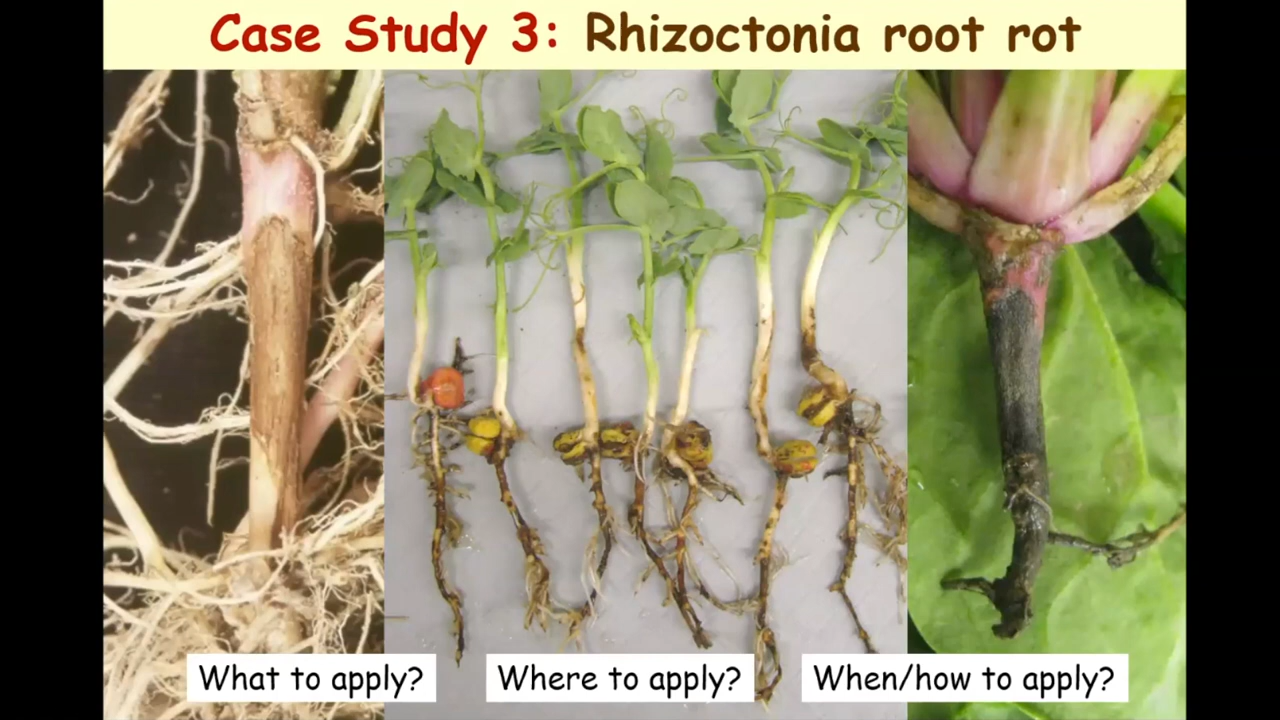 Case Study 3: Rhizoctonia root rot
What to apply?
Where to apply?
When/how to apply?